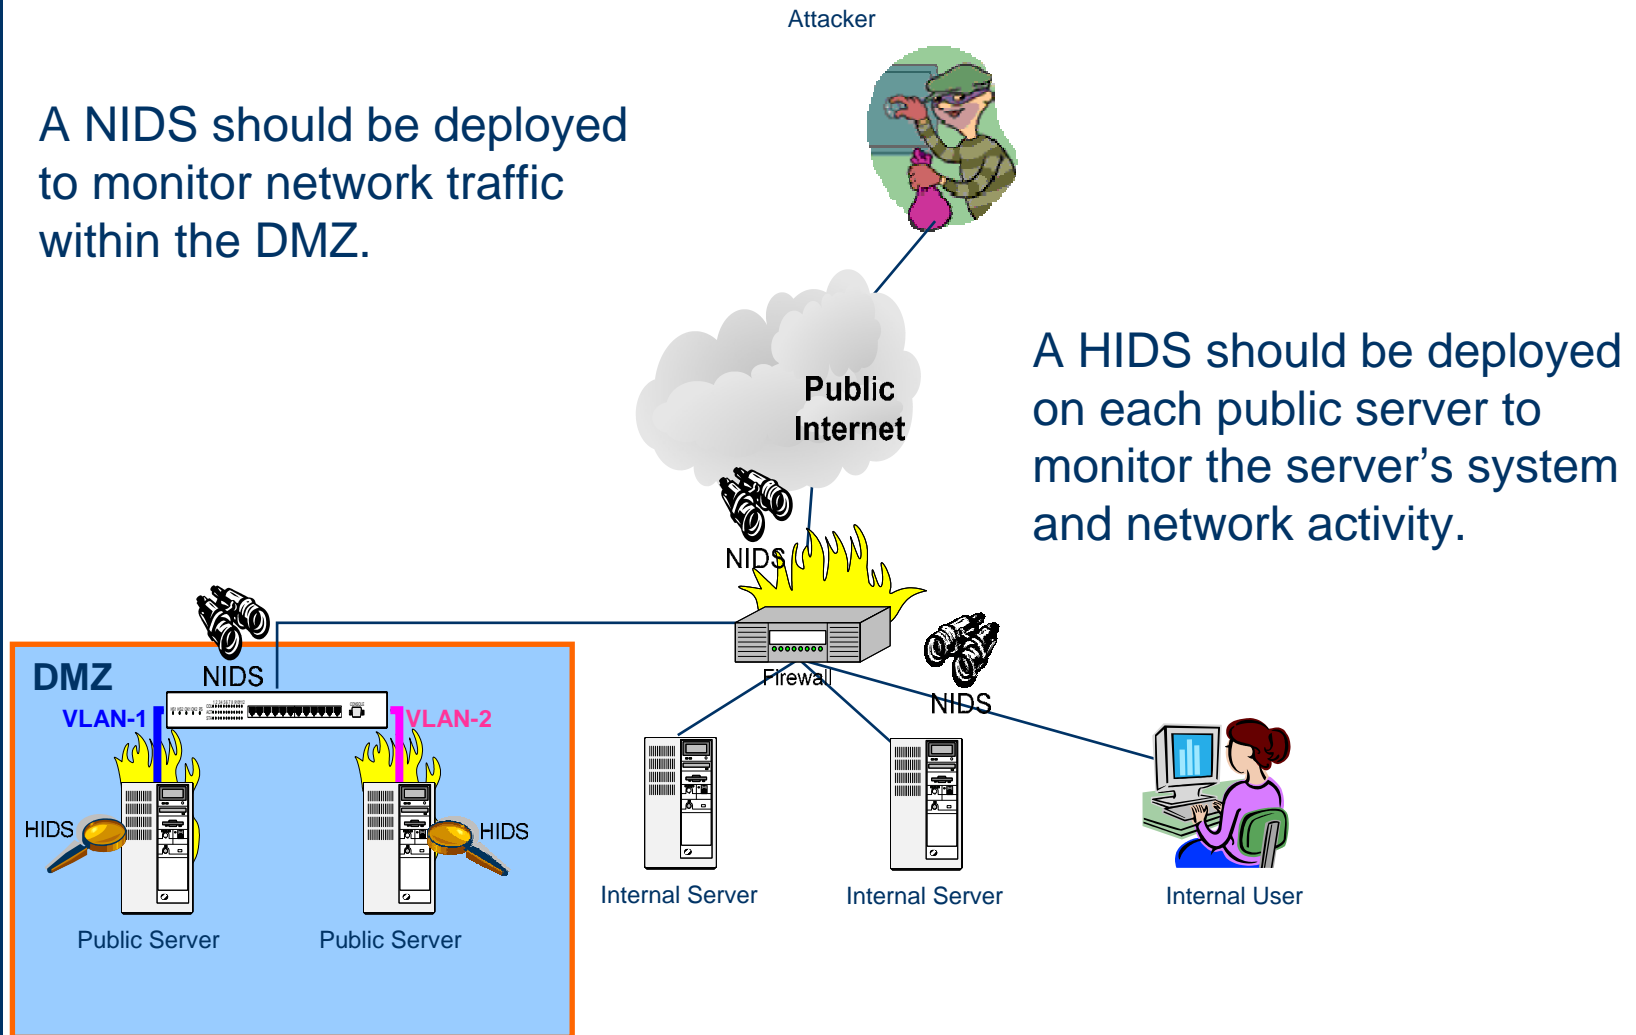 Attacker
A NIDS should be deployed
to monitor network traffic
within the DMZ.
Public
Internet
A HIDS should be deployed
on each public server to
monitor the server’s system
and network activity.
NIDS
NIDS
Firewall
NIDS
DMZ
VLAN-1
VLAN-2
HIDS
HIDS
Public Server
Public Server
Internal Server
Internal Server
Internal User